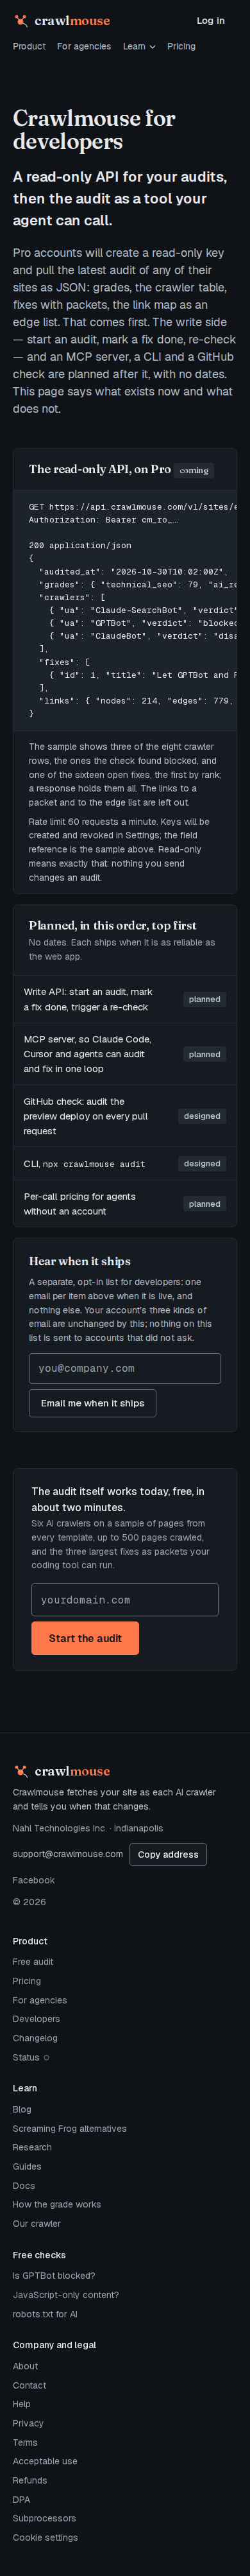 crawlmouse
Log in
Product
For agencies
Learn
Pricing
Crawlmouse for
developers
A read-only API for your audits,
then the audit as a tool your
agent can call.
Pro accounts will create a read-only key
and pull the latest audit of any of their
sites as JSON: grades, the crawler table,
fixes with packets, the link map as an
edge list. That comes first. The write side
— start an audit, mark a fix done, re-check
— and an MCP server, a CLI and a GitHub
check are planned after it, with no dates.
This page says what exists now and what
does not.
The read-only API, on Pro coming
GET https://api.crawlmouse.com/v1/sites/e
Authorization: Bearer cm_ro_…
200 application/json
{
"audited_at": "2026-10-30T10:02:00Z",
"grades": { "technical_seo": 79, "ai_re
"crawlers": [
{ "ua": "Claude-SearchBot", "verdict"
{ "ua": "GPTBot", "verdict": "blocked
{ "ua": "ClaudeBot", "verdict": "disa
],
"fixes": [
{ "id": 1, "title": "Let GPTBot and P
],
"links": { "nodes": 214, "edges": 779,
}
The sample shows three of the eight crawler
rows, the ones the check found blocked, and
one of the sixteen open fixes, the first by rank;
a response holds them all. The links to a
packet and to the edge list are left out.
Rate limit 60 requests a minute. Keys will be
created and revoked in Settings; the field
reference is the sample above. Read-only
means exactly that: nothing you send
changes an audit.
Planned, in this order, top first
No dates. Each ships when it is as reliable as
the web app.
Write API: start an audit, mark
a fix done, trigger a re-check
planned
MCP server, so Claude Code,
Cursor and agents can audit
and fix in one loop
planned
GitHub check: audit the
preview deploy on every pull
request
designed
CLI, npx crawlmouse audit
designed
Per-call pricing for agents
without an account
planned
Hear when it ships
A separate, opt-in list for developers: one
email per item above when it is live, and
nothing else. Your account's three kinds of
email are unchanged by this; nothing on this
list is sent to accounts that did not ask.
you@company.com
Email me when it ships
The audit itself works today, free, in
about two minutes.
Six AI crawlers on a sample of pages from
every template, up to 500 pages crawled,
and the three largest fixes as packets your
coding tool can run.
yourdomain.com
Start the audit
crawlmouse
Crawlmouse fetches your site as each AI crawler
and tells you when that changes.
Nahl Technologies Inc. · Indianapolis
support@crawlmouse.com
Copy address
Facebook
© 2026
Product
Free audit
Pricing
For agencies
Developers
Changelog
Status
Learn
Blog
Screaming Frog alternatives
Research
Guides
Docs
How the grade works
Our crawler
Free checks
Is GPTBot blocked?
JavaScript-only content?
robots.txt for AI
Company and legal
About
Contact
Help
Privacy
Terms
Acceptable use
Refunds
DPA
Subprocessors
Cookie settings